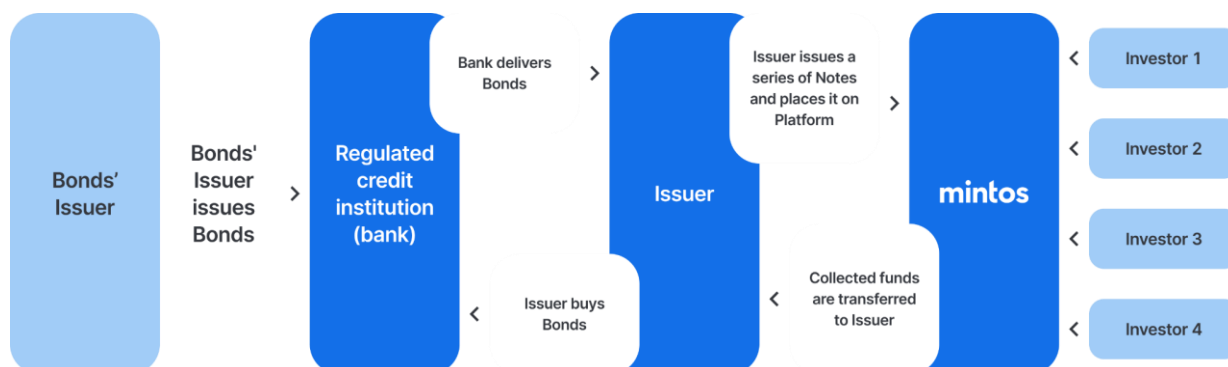 Bonds'
Issuer
Bonds'
Issuer
issues
Bonds
Regulated
credit
institution
(bank)
Bank delivers
Bonds
Issuer buys
Bonds
Issuer
Issuer issues a
series of Notes
and places it on
Platform
Collected funds
are transferred
to Issuer
mintos
Investor 1
Investor 2
Investor 3
Investor 4